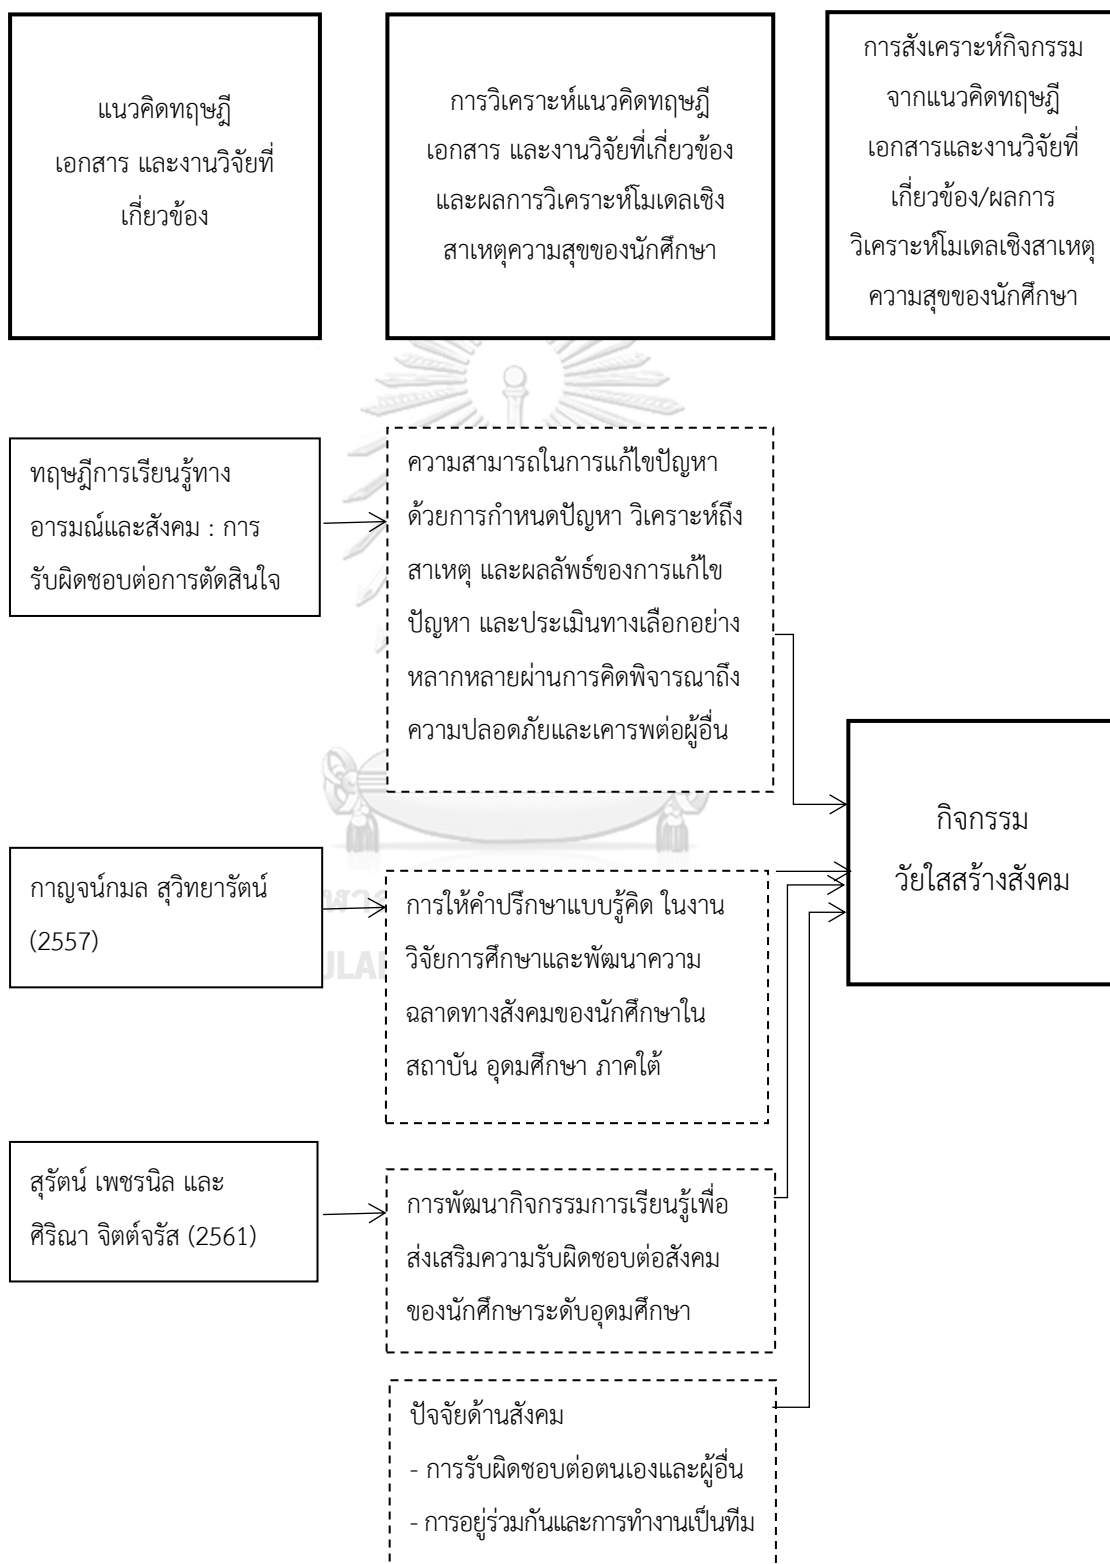 แนวคิดทฤษฎี
เอกสาร และงานวิจัยที่
เกี่ยวข้อง
การวิเคราะห์แนวคิดทฤษฎี
เอกสาร และงานวิจัยที่เกี่ยวข้อง
และผลการวิเคราะห์โมเดลเชิง
สาเหตุความสุขของนักศึกษา
การสังเคราะห์กิจกรรม
จากแนวคิดทฤษฎี
เอกสารและงานวิจัยที่
เกี่ยวข้อง/ผลการ
วิเคราะห์โมเดลเชิงสาเหตุ
ความสุขของนักศึกษา
ทฤษฎีการเรียนรู้ทาง
อารมณ์และสังคม : การ
รับผิดชอบต่อการตัดสินใจ
ความสามารถในการแก้ไขปัญหา
ด้วยการกำหนดปัญหา วิเคราะห์ถึง
สาเหตุ และผลลัพธ์ของการแก้ไข
ปัญหา และประเมินทางเลือกอย่าง
หลากหลายผ่านการคิดพิจารณาถึง
ความปลอดภัยและเคารพต่อผู้อื่น
กิจกรรม
วัยใสสร้างสังคม
กาญจน์กมล สุวิทยารัตน์
(2557)
การให้คำปรึกษาแบบรู้คิด ในงาน
วิจัยการศึกษาและพัฒนาความ
ฉลาดทางสังคมของนักศึกษาใน
สถาบัน อุดมศึกษา ภาคใต้
สุรัตน์ เพชรนิล และ
ศิริณา จิตต์จรัส (2561)
การพัฒนากิจกรรมการเรียนรู้เพื่อ
ส่งเสริมความรับผิดชอบต่อสังคม
ของนักศึกษาระดับอุดมศึกษา
ปัจจัยด้านสังคม
- การรับผิดชอบต่อตนเองและผู้อื่น
- การอยู่ร่วมกันและการทำงานเป็นทีม